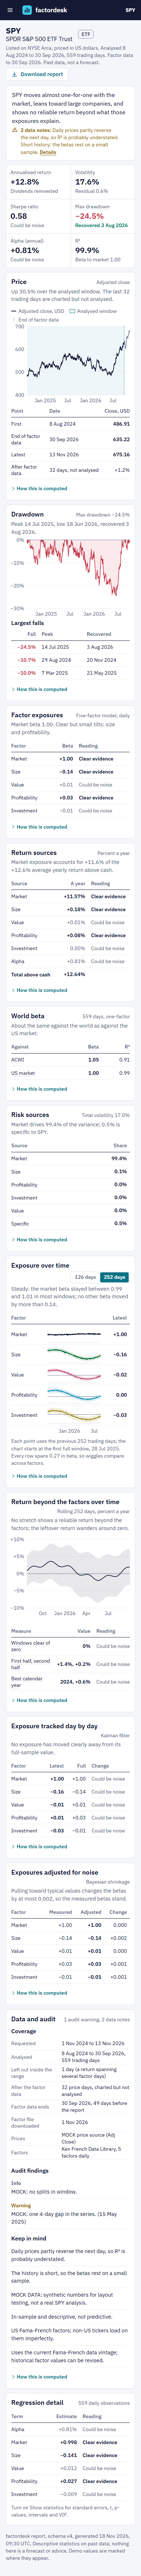 factordesk
SPY
SPY ETF
SPDR S&P 500 ETF Trust
Listed on NYSE Arca, priced in US dollars. Analysed 8
Aug 2024 to 30 Sep 2026, 559 trading days. Factor data
to 30 Sep 2026. Past data, not a forecast.
Download report
SPY moves almost one-for-one with the
market, leans toward large companies, and
shows no reliable return beyond what those
exposures explain.
2 data notes: Daily prices partly reverse
the next day, so R² is probably understated.
Short history: the betas rest on a small
sample. Details
Annualised return
+12.8%
Dividends reinvested
Volatility
17.6%
Residual 0.6%
Sharpe ratio
0.58
Could be noise
Max drawdown
−24.5%
Recovered 3 Aug 2026
Alpha (annual)
+0.81%
Could be noise
R²
99.9%
Beta to market 1.00
Price Adjusted close
Up 30.5% over the analysed window. The last 32
trading days are charted but not analysed.
Adjusted close, USD Analysed window
End of factor data
700
600
500
400
Jan 2025 Jul Jan 2026 Jul
Point Date Close, USD
First 8 Aug 2024 486.91
End of factor
data 30 Sep 2026 635.22
Latest 13 Nov 2026 675.16
After factor
data 32 days, not analysed +1.2%
How this is computed
Drawdown Max drawdown −24.5%
Peak 14 Jul 2025, low 18 Jun 2026, recovered 3
Aug 2026.
0%
−10%
−20%
−30%
Jan 2025 Jul Jan 2026 Jul
Largest falls
Fall Peak Recovered
−24.5% 14 Jul 2025 3 Aug 2026
−10.7% 29 Aug 2024 20 Nov 2024
−10.0% 7 Mar 2025 21 May 2025
How this is computed
Factor exposures Five-factor model, daily
Market beta 1.00. Clear but small tilts: size
and profitability.
Factor Beta Reading
Market +1.00 Clear evidence
Size −0.14 Clear evidence
Value +0.01 Could be noise
Profitability +0.03 Clear evidence
Investment −0.01 Could be noise
How this is computed
Return sources Percent a year
Market exposure accounts for +11.6% of the
+12.6% average yearly return above cash.
Source A year Reading
Market +11.57% Clear evidence
Size +0.18% Clear evidence
Value +0.01% Could be noise
Profitability +0.08% Clear evidence
Investment 0.00% Could be noise
Alpha +0.81% Could be noise
Total above cash +12.64%
How this is computed
World beta 559 days, one-factor
About the same against the world as against the
US market.
Against Beta R²
ACWI 1.05 0.91
US market 1.00 0.99
How this is computed
Risk sources Total volatility 17.0%
Market drives 99.4% of the variance; 0.5% is
specific to SPY.
Source Share
Market 99.4%
Size 0.1%
Profitability 0.0%
Investment 0.0%
Value 0.0%
Specific 0.5%
How this is computed
Exposure over time
126 days 252 days
Steady: the market beta stayed between 0.99
and 1.01 in most windows; no other beta moved
by more than 0.14.
Factor Latest
Market +1.00
Size −0.16
Value −0.02
Profitability 0.00
Investment −0.03
Jan 2026 Jul
Each point uses the previous 252 trading days; the
chart starts at the first full window, 28 Jul 2025.
Every row spans 0.27 in beta, so wiggles compare
across factors.
How this is computed
Return beyond the factors over time
Rolling 252 days, percent a year
No stretch shows a reliable return beyond the
factors; the leftover return wanders around zero.
+10%
+5%
0%
−5%
−10%
Oct Jan 2026 Apr Jul
Measure Value Reading
Windows clear of
zero 0% Could be noise
First half, second
half +1.4%, +0.2% Could be noise
Best calendar
year 2024, +0.6% Could be noise
How this is computed
Exposure tracked day by day
Kalman filter
No exposure has moved clearly away from its
full-sample value.
Factor Latest Full Change
Market +1.00 +1.00 Could be noise
Size −0.16 −0.14 Could be noise
Value −0.01 +0.01 Could be noise
Profitability +0.01 +0.03 Could be noise
Investment −0.03 −0.01 Could be noise
How this is computed
Exposures adjusted for noise
Bayesian shrinkage
Pulling toward typical values changes the betas
by at most 0.002, so the measured betas stand.
Factor Measured Adjusted Change
Market +1.00 +1.00 0.000
Size −0.14 −0.14 +0.002
Value +0.01 +0.01 0.000
Profitability +0.03 +0.03 +0.001
Investment −0.01 −0.01 +0.001
How this is computed
Data and audit 1 audit warning, 2 data notes
Coverage
Requested 1 Nov 2024 to 13 Nov 2026
Analysed 8 Aug 2024 to 30 Sep 2026,
559 trading days
Left out inside the
range 1 day (a return spanning
several factor days)
After the factor
data 32 price days, charted but not
analysed
Factor data ends 30 Sep 2026, 49 days before
the report
Factor file
downloaded 1 Nov 2026
Prices MOCK price source (Adj
Close)
Factors Ken French Data Library, 5
factors daily
Audit findings
Info
MOCK: no splits in window.
Warning
MOCK: one 4-day gap in the series. (15 May
2025)
Keep in mind
Daily prices partly reverse the next day, so R² is
probably understated.
The history is short, so the betas rest on a small
sample.
MOCK DATA: synthetic numbers for layout
testing, not a real SPY analysis.
In-sample and descriptive, not predictive.
US Fama-French factors; non-US tickers load on
them imperfectly.
Uses the current Fama-French data vintage;
historical factor values can be revised.
How this is computed
Regression detail 559 daily observations
Term Estimate Reading
Alpha +0.81% Could be noise
Market +0.998 Clear evidence
Size −0.141 Clear evidence
Value +0.012 Could be noise
Profitability +0.027 Clear evidence
Investment −0.009 Could be noise
Turn on Show statistics for standard errors, t, p-
values, intervals and VIF.
factordesk report, schema v4, generated 18 Nov 2026,
09:30 UTC. Descriptive statistics on past data; nothing
here is a forecast or advice. Demo values are marked
where they appear.